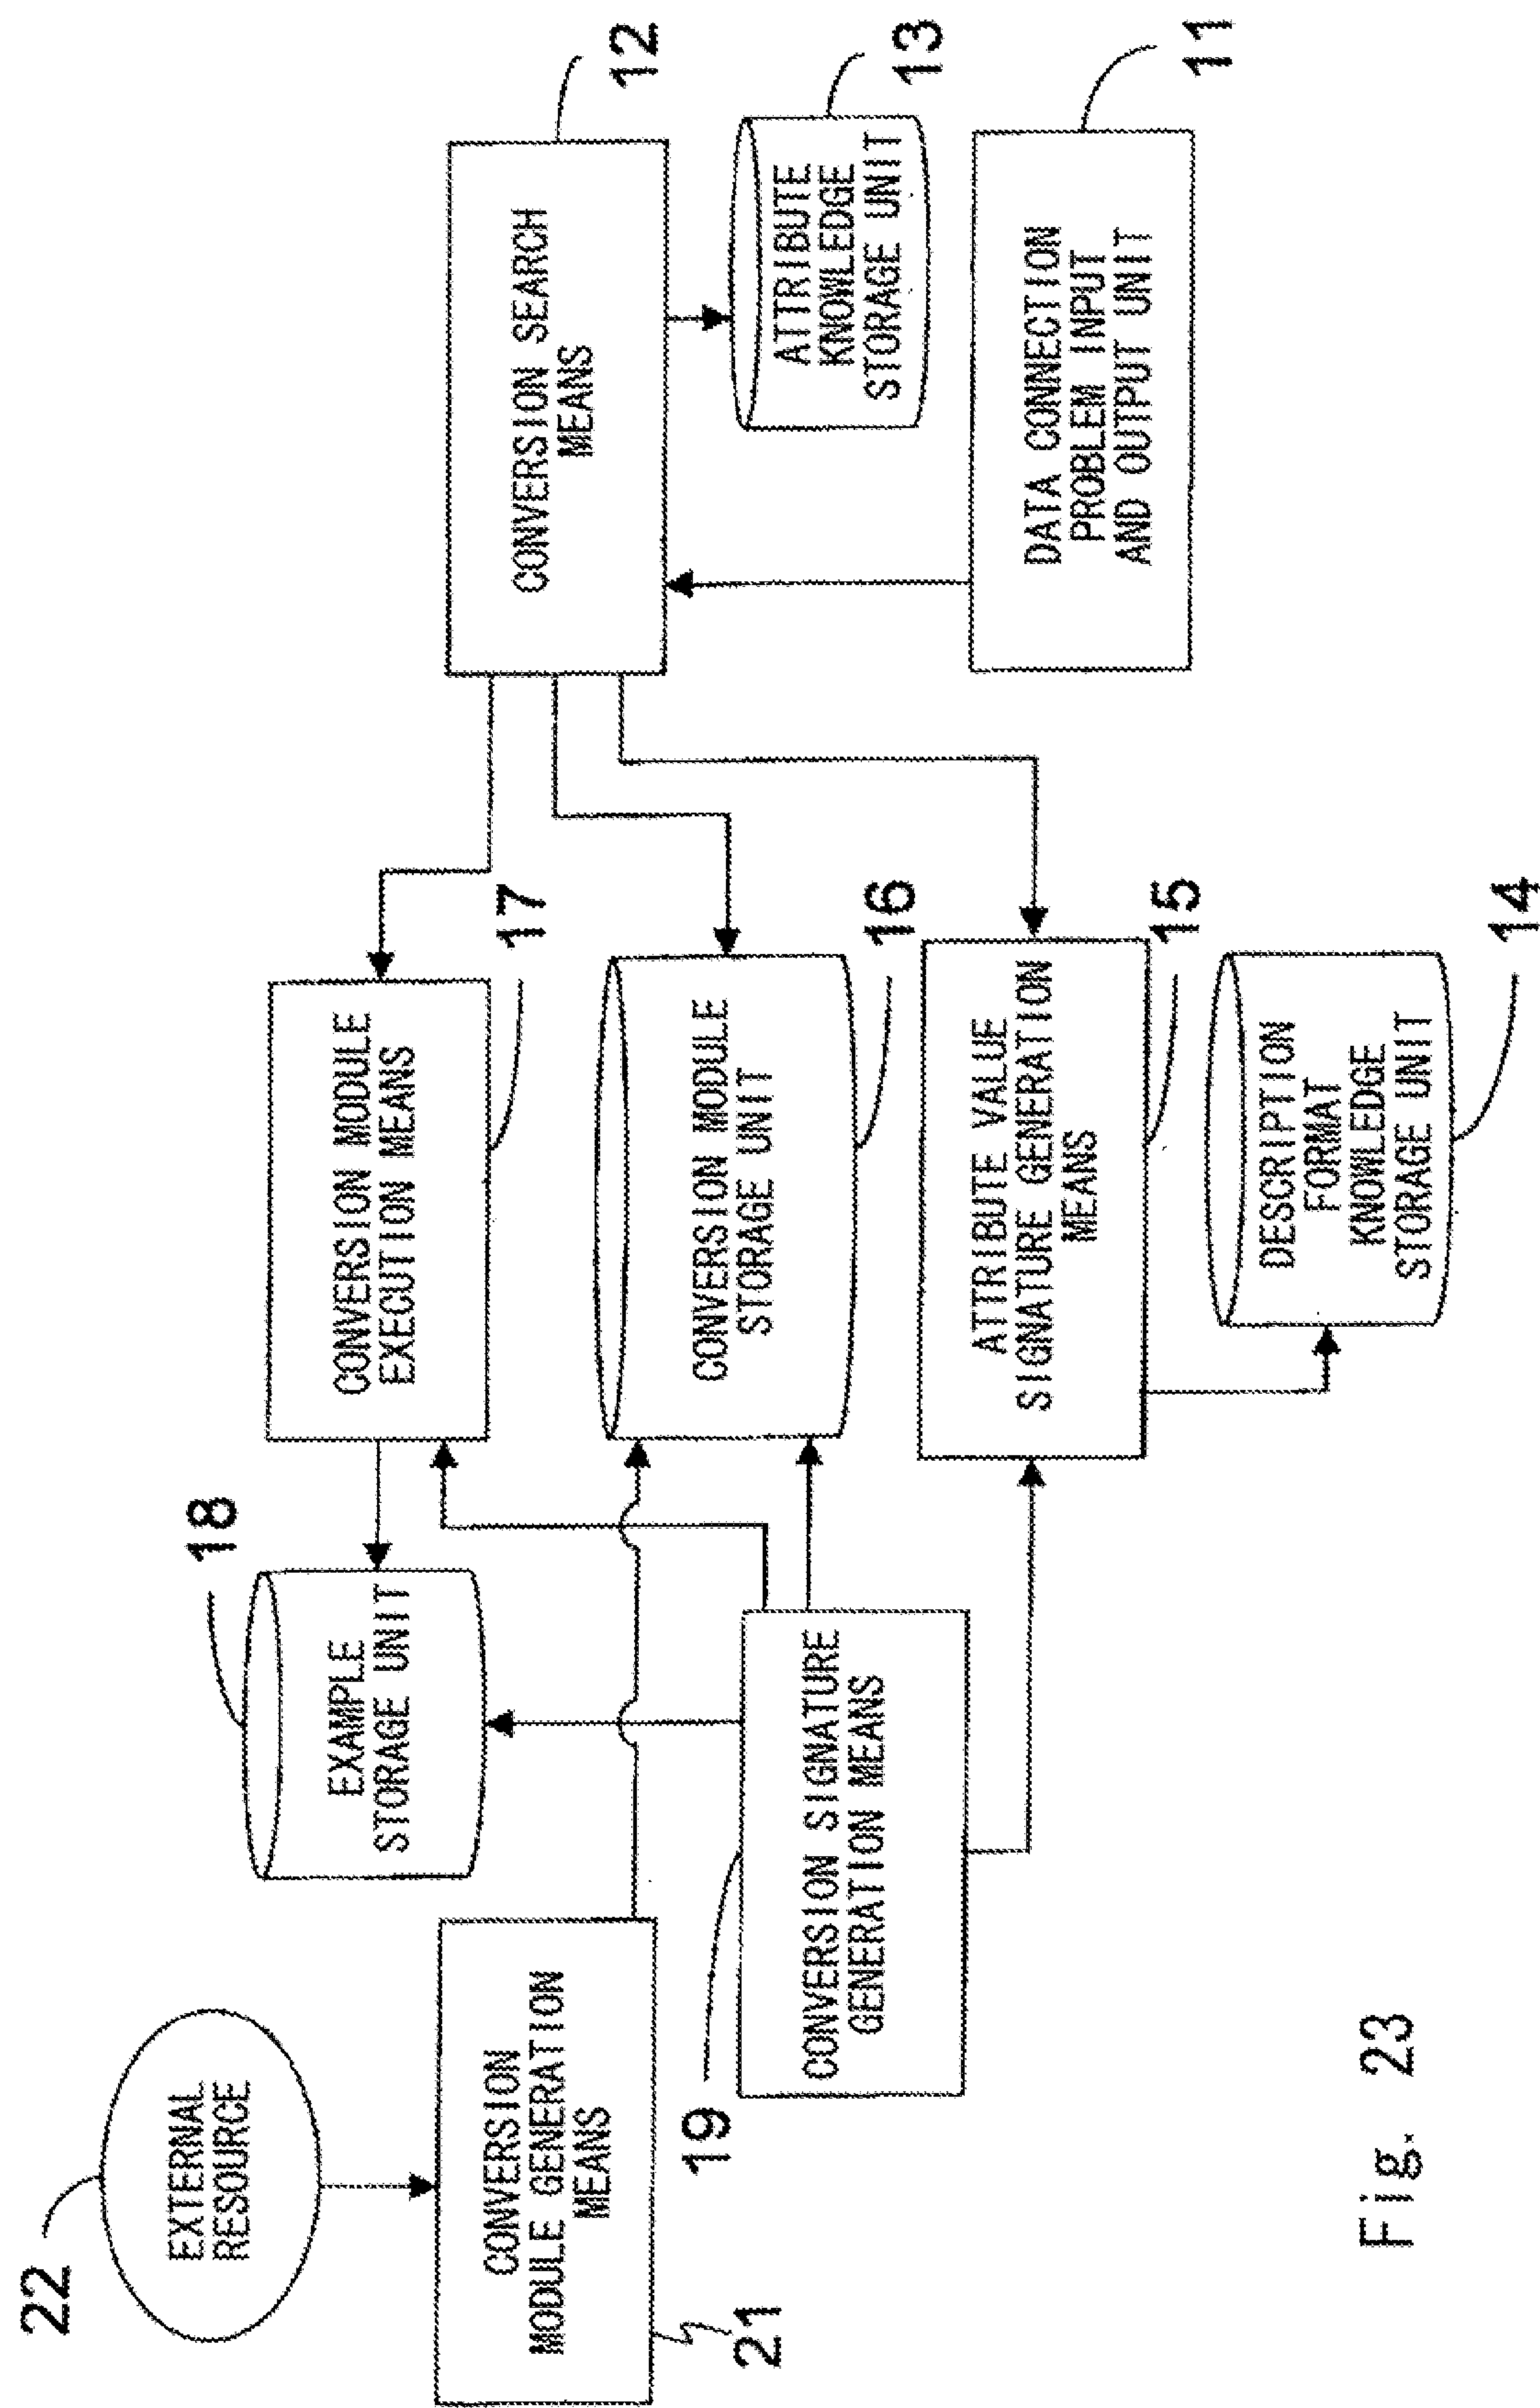 22
EXTERNAL
RESOURCE
CONVERSION
MODULE GENERATION
MEANS
21
18
EXAMPLE
STORAGE UNIT
19
CONVERSION SIGNATURE
GENERATION MEANS
CONVERSION MODULE
EXECUTION MEANS
17
CONVERSION MODULE
STORAGE UNIT
16
ATTRIBUTE VALUE
SIGNATURE GENERATION
MEANS
15
DESCRIPTION
FORMAT
KNOWLEDGE
STORAGE UNIT
14
CONVERSION SEARCH
MEANS
12
ATTRIBUTE
KNOWLEDGE
STORAGE UNIT
13
DATA CONNECTION
PROBLEM INPUT
AND OUTPUT UNIT
11
Fig. 23